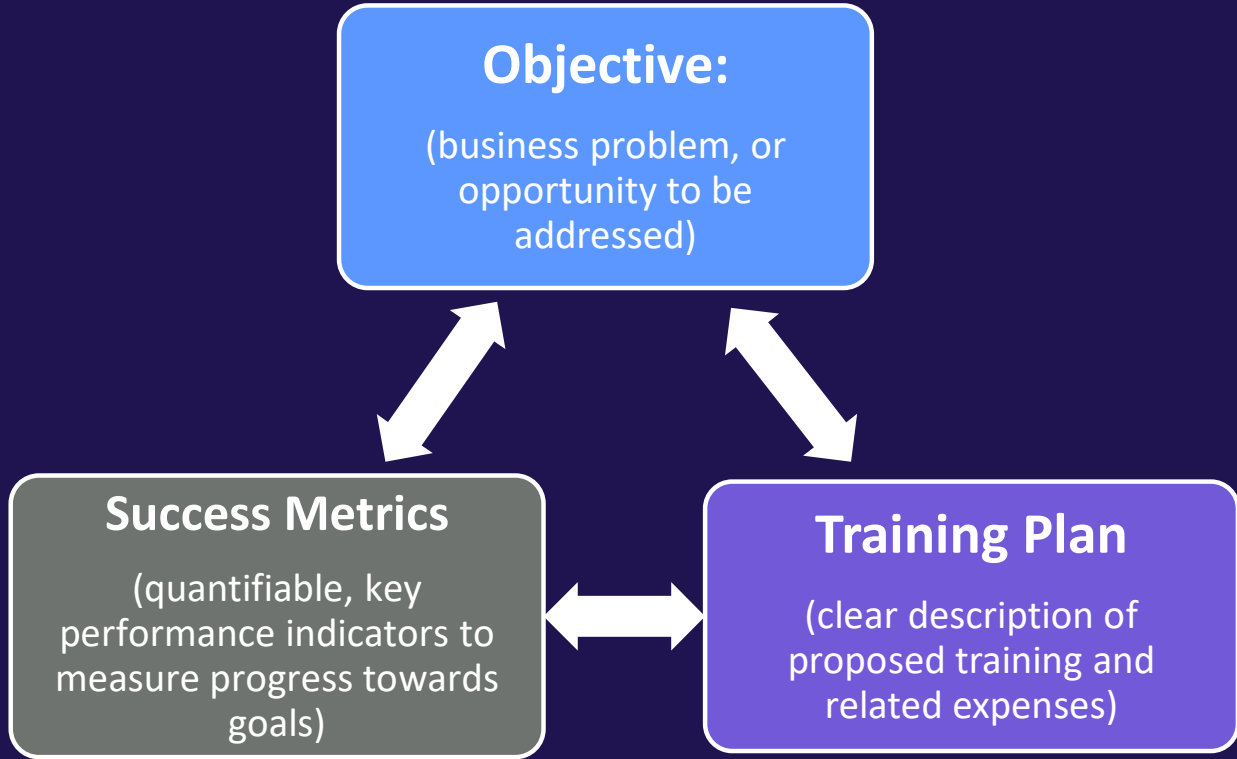 Objective:
(business problem, or
opportunity to be
addressed)
Success Metrics
(quantifiable, key
performance indicators to
measure progress towards
goals)
Training Plan
(clear description of
proposed training and
related expenses)